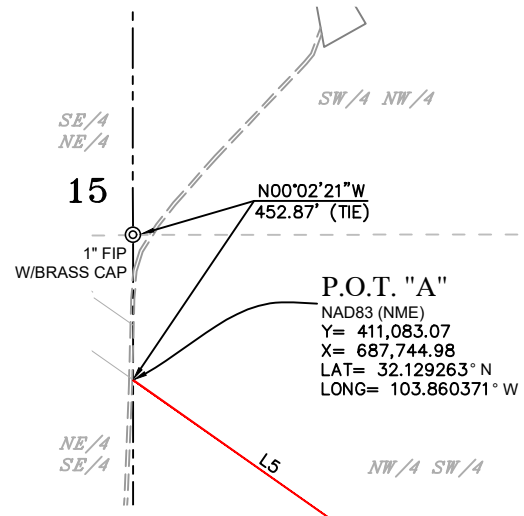 SW/4 NW/4
SE/4
NE/4
15
N00°02'21"W
452.87' (TIE)
1" FIP
W/BRASS CAP
P.O.T. "A"
NAD83 (NME)
Y= 411,083.07
X= 687,744.98
LAT= 32.129263° N
LONG= 103.860371° W
NE/4
SE/4
L5
NW/4 SW/4